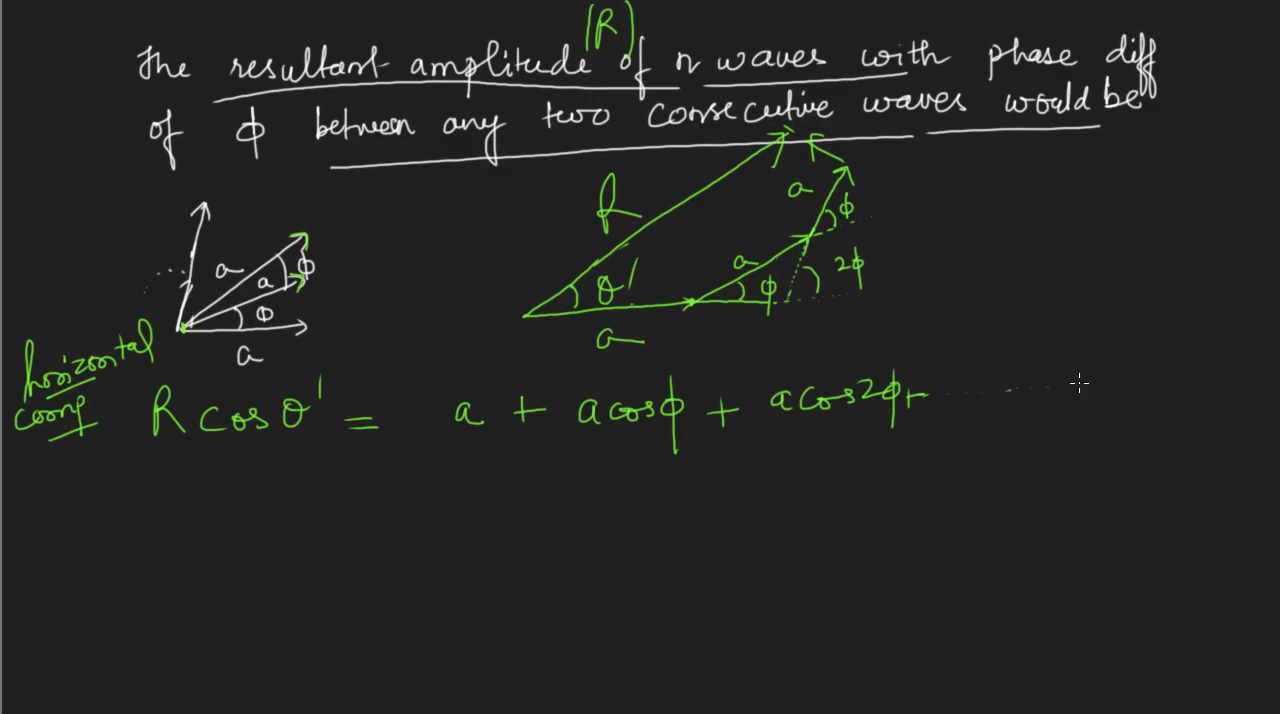 (R)
The resultant amplitude of n waves with phase diff
of φ between any two consecutive waves would be
a
a
φ
φ
a
R
θ'
a
a
φ
a
φ
2φ
horizontal
comp
R cos θ' = a + a cos φ + a cos 2φ + ........